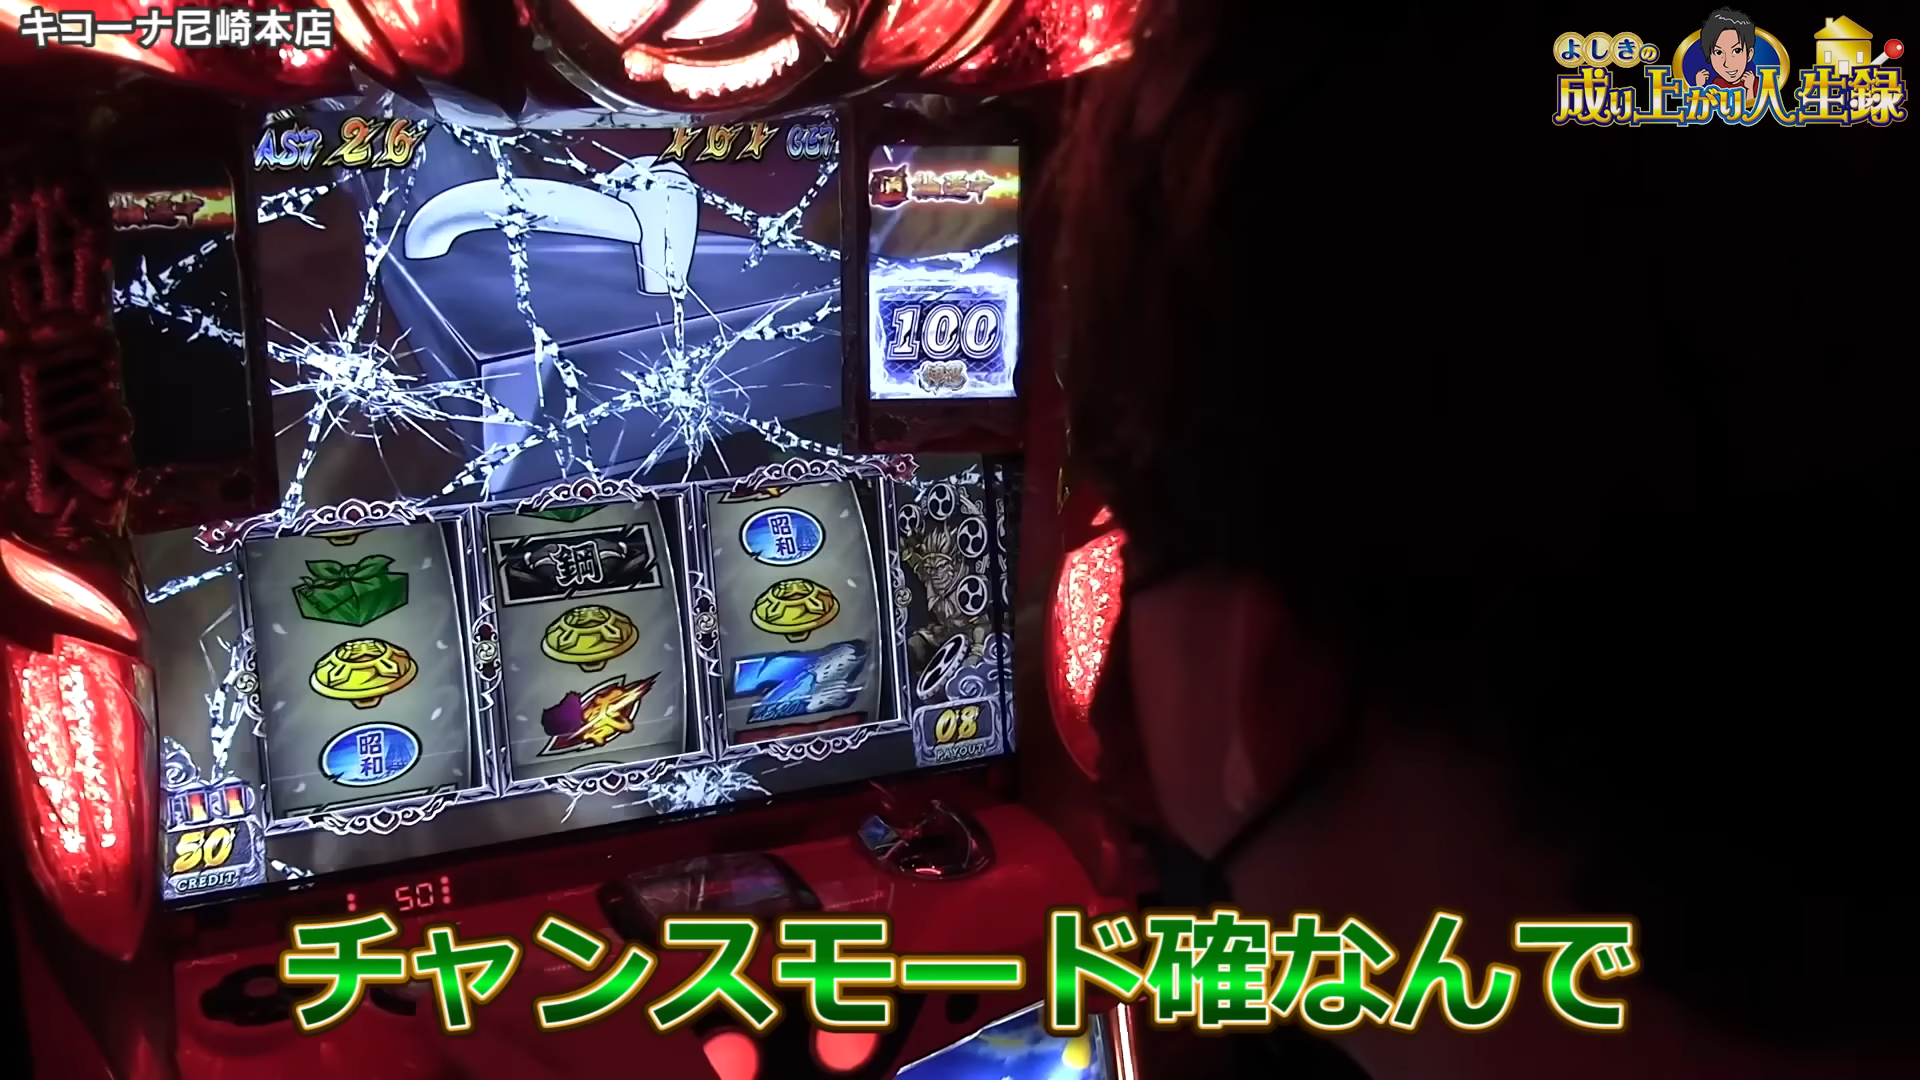 キコーナ尼崎本店
よしきの
成り上がり人生録
26
GET
100
鋼
昭和
昭和
ZERO
08
PAYOUT
50
CREDIT
50
チャンスモード確なんで